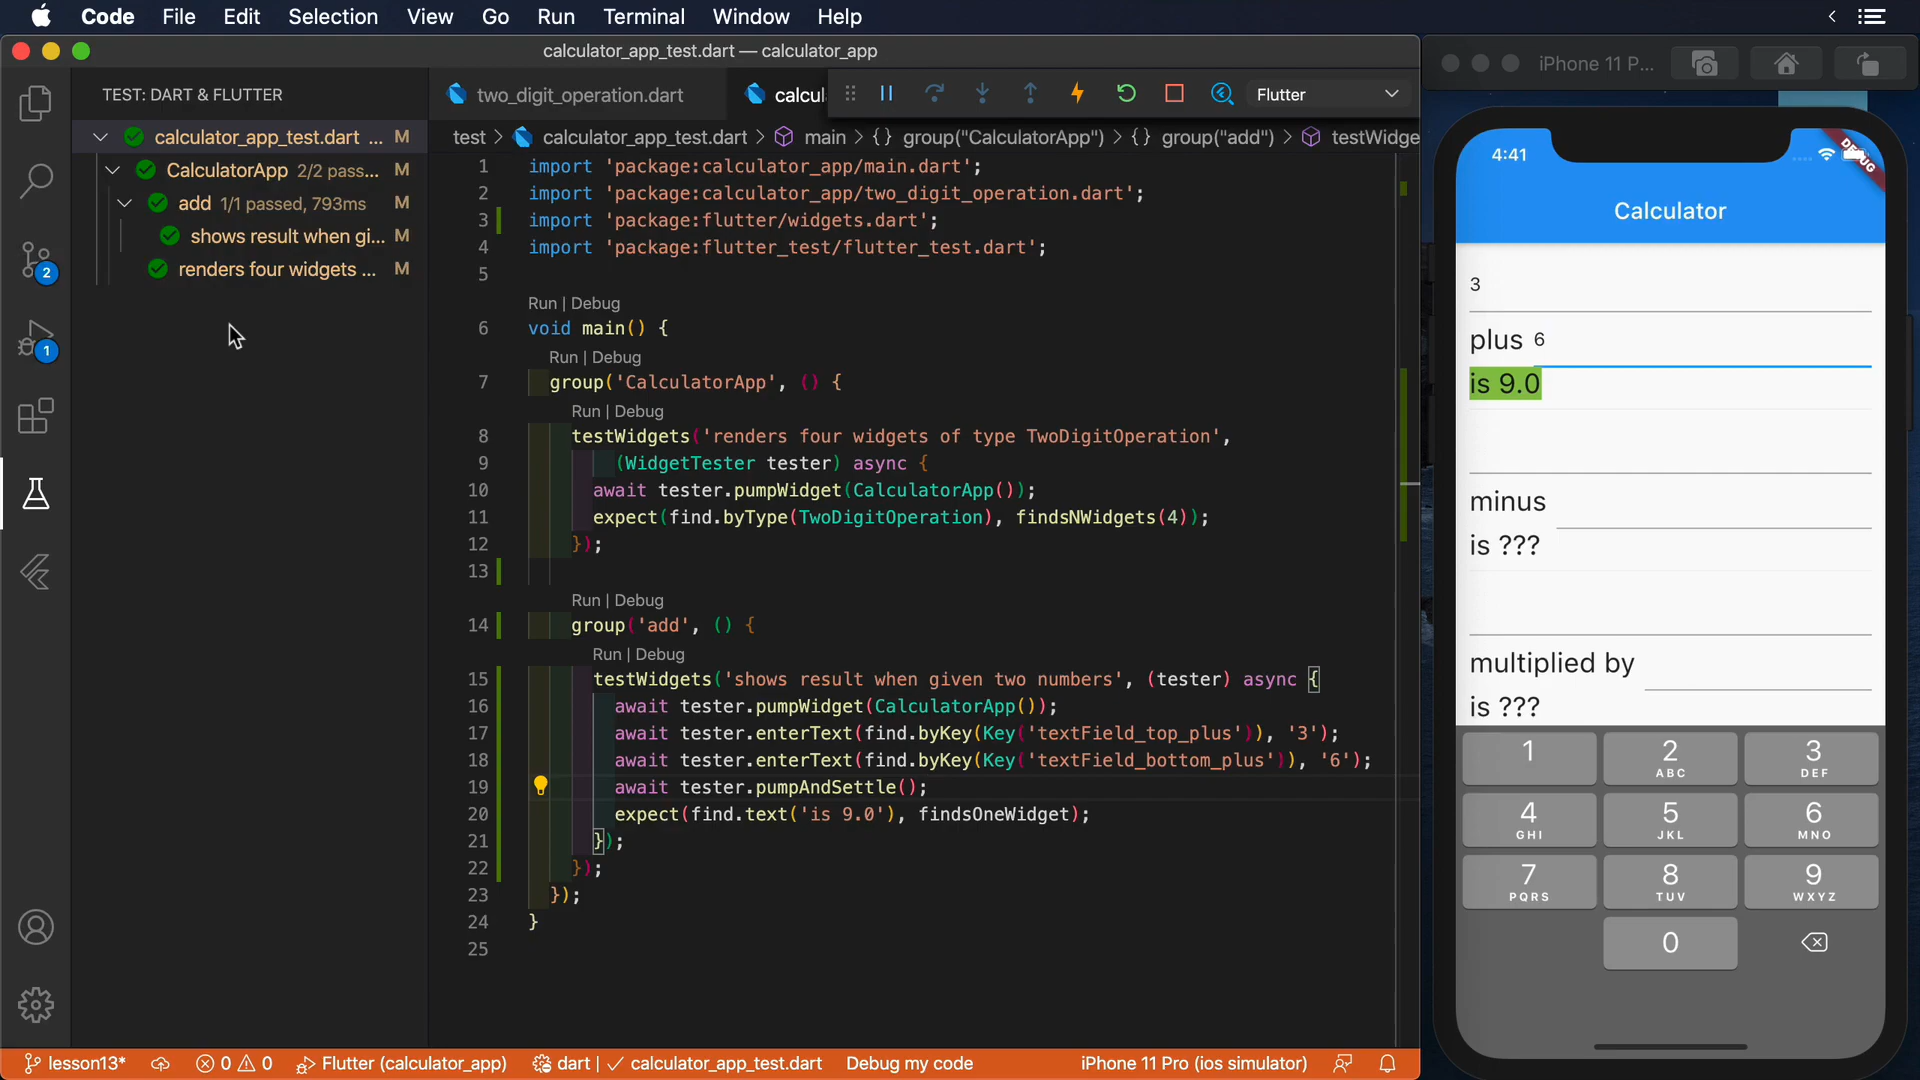 Code File Edit Selection View Go Run Terminal Window Help
calculator_app_test.dart — calculator_app
TEST: DART & FLUTTER
calculator_app_test.dart ... M
CalculatorApp 2/2 pass... M
add 1/1 passed, 793ms M
shows result when gi... M
renders four widgets ... M
2
1
two_digit_operation.dart
calcul
Flutter
test > calculator_app_test.dart > main > {} group("CalculatorApp") > {} group("add") > testWidge
1 import 'package:calculator_app/main.dart';
2 import 'package:calculator_app/two_digit_operation.dart';
3 import 'package:flutter/widgets.dart';
4 import 'package:flutter_test/flutter_test.dart';
5
Run | Debug
6 void main() {
Run | Debug
7 group('CalculatorApp', () {
Run | Debug
8 testWidgets('renders four widgets of type TwoDigitOperation',
9 (WidgetTester tester) async {
10 await tester.pumpWidget(CalculatorApp());
11 expect(find.byType(TwoDigitOperation), findsNWidgets(4));
12 });
13
Run | Debug
14 group('add', () {
Run | Debug
15 testWidgets('shows result when given two numbers', (tester) async {
16 await tester.pumpWidget(CalculatorApp());
17 await tester.enterText(find.byKey(Key('textField_top_plus')), '3');
18 await tester.enterText(find.byKey(Key('textField_bottom_plus')), '6');
19 await tester.pumpAndSettle();
20 expect(find.text('is 9.0'), findsOneWidget);
21 });
22 });
23 });
24 }
25
lesson13* 0 0 Flutter (calculator_app) dart | ✓ calculator_app_test.dart Debug my code iPhone 11 Pro (ios simulator)
iPhone 11 P...
4:41
DEBUG
Calculator
3
plus 6
is 9.0
minus
is ???
multiplied by
is ???
1 2 3
ABC DEF
4 5 6
GHI JKL MNO
7 8 9
PQRS TUV WXYZ
0